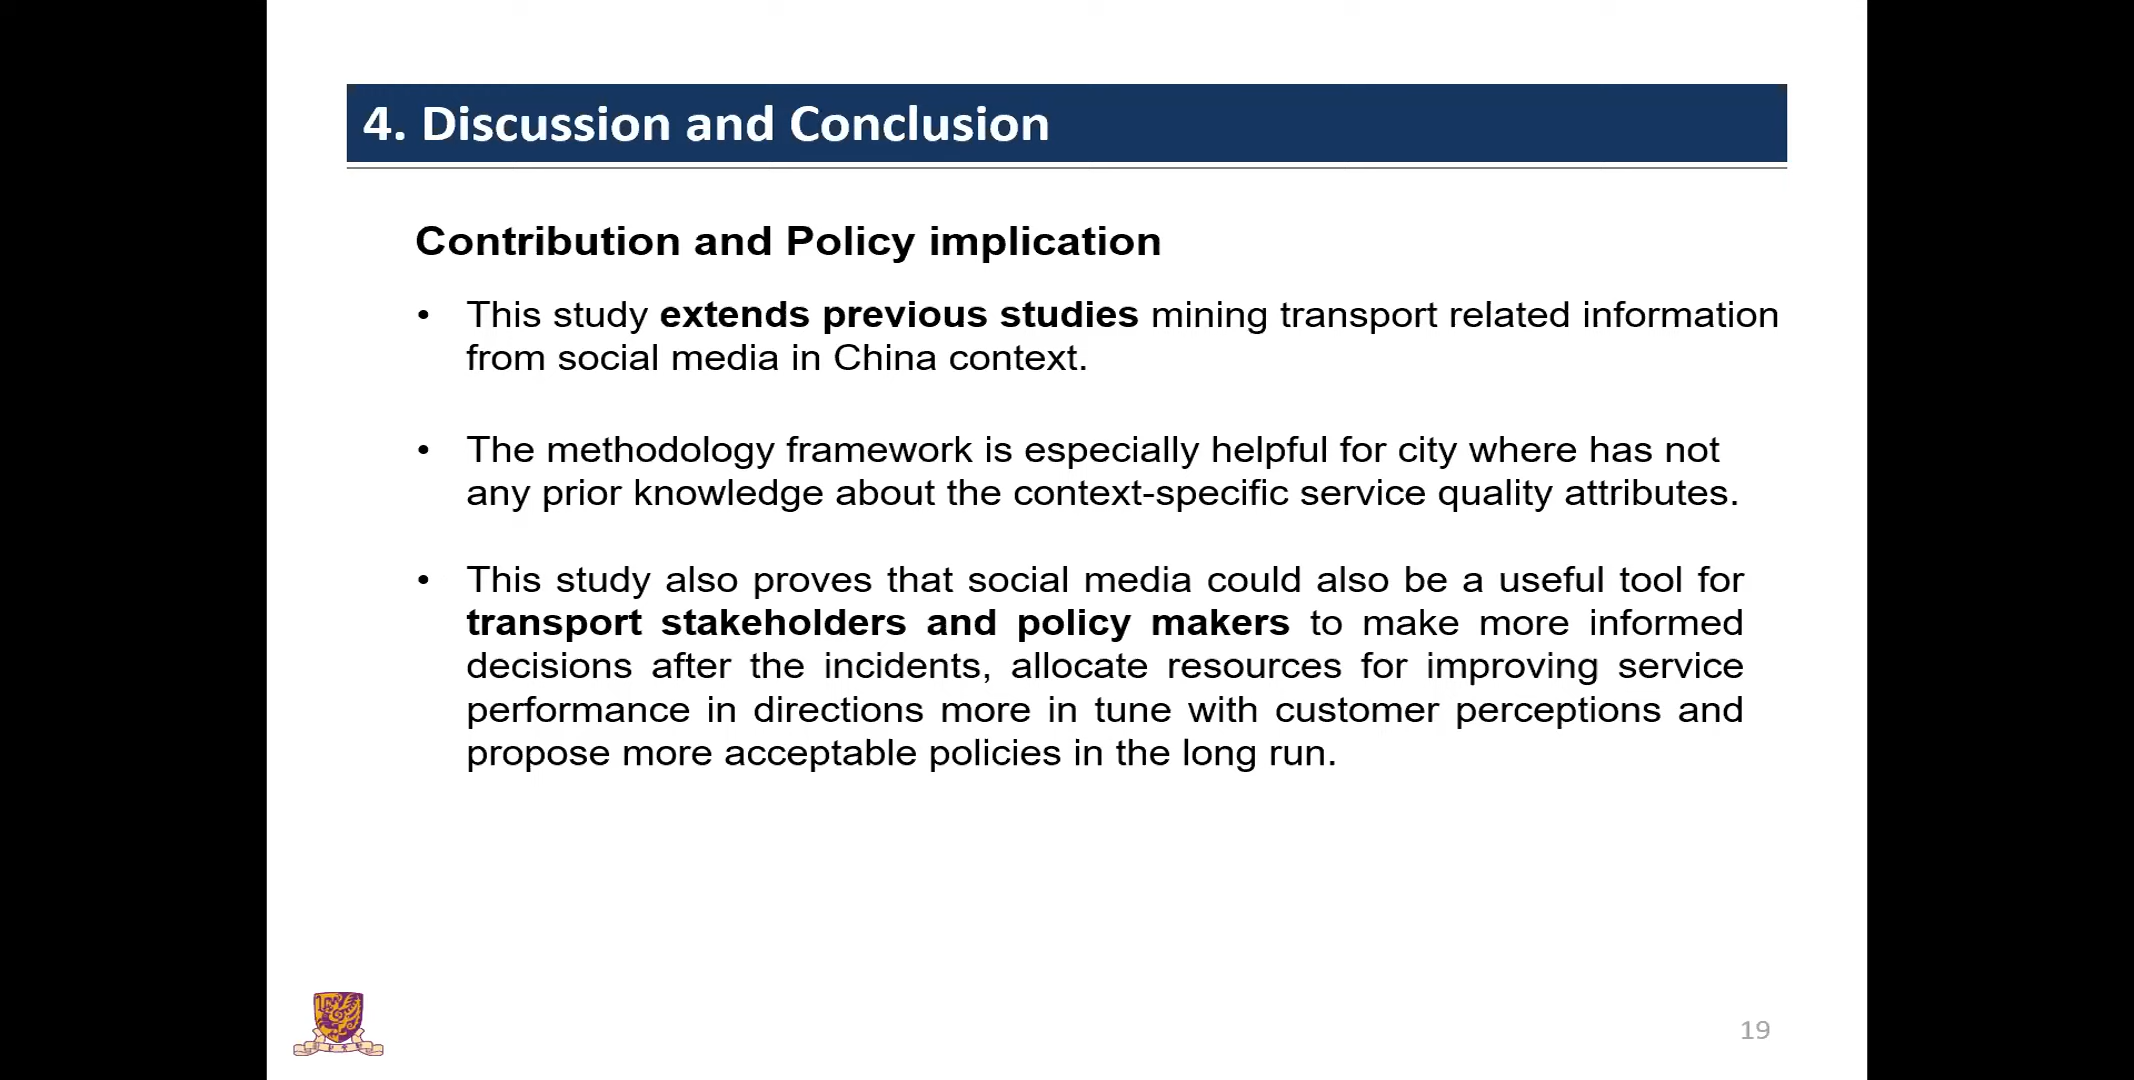 4. Discussion and Conclusion
Contribution and Policy implication
• This study extends previous studies mining transport related information
from social media in China context.
• The methodology framework is especially helpful for city where has not
any prior knowledge about the context-specific service quality attributes.
• This study also proves that social media could also be a useful tool for
transport stakeholders and policy makers to make more informed
decisions after the incidents, allocate resources for improving service
performance in directions more in tune with customer perceptions and
propose more acceptable policies in the long run.
19